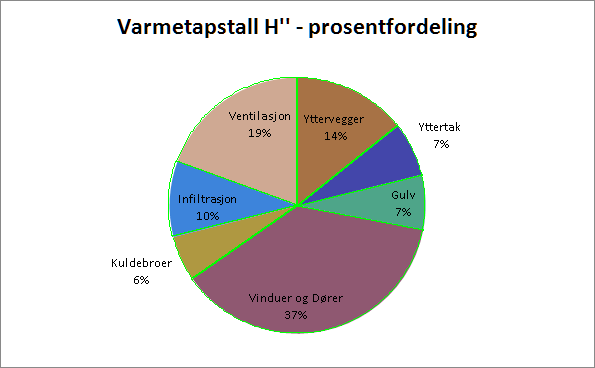 Varmetapstall H'' - prosentfordeling
Yttervegger
14%
Yttertak
7%
Gulv
7%
Vinduer og Dører
37%
Kuldebroer
6%
Infiltrasjon
10%
Ventilasjon
19%